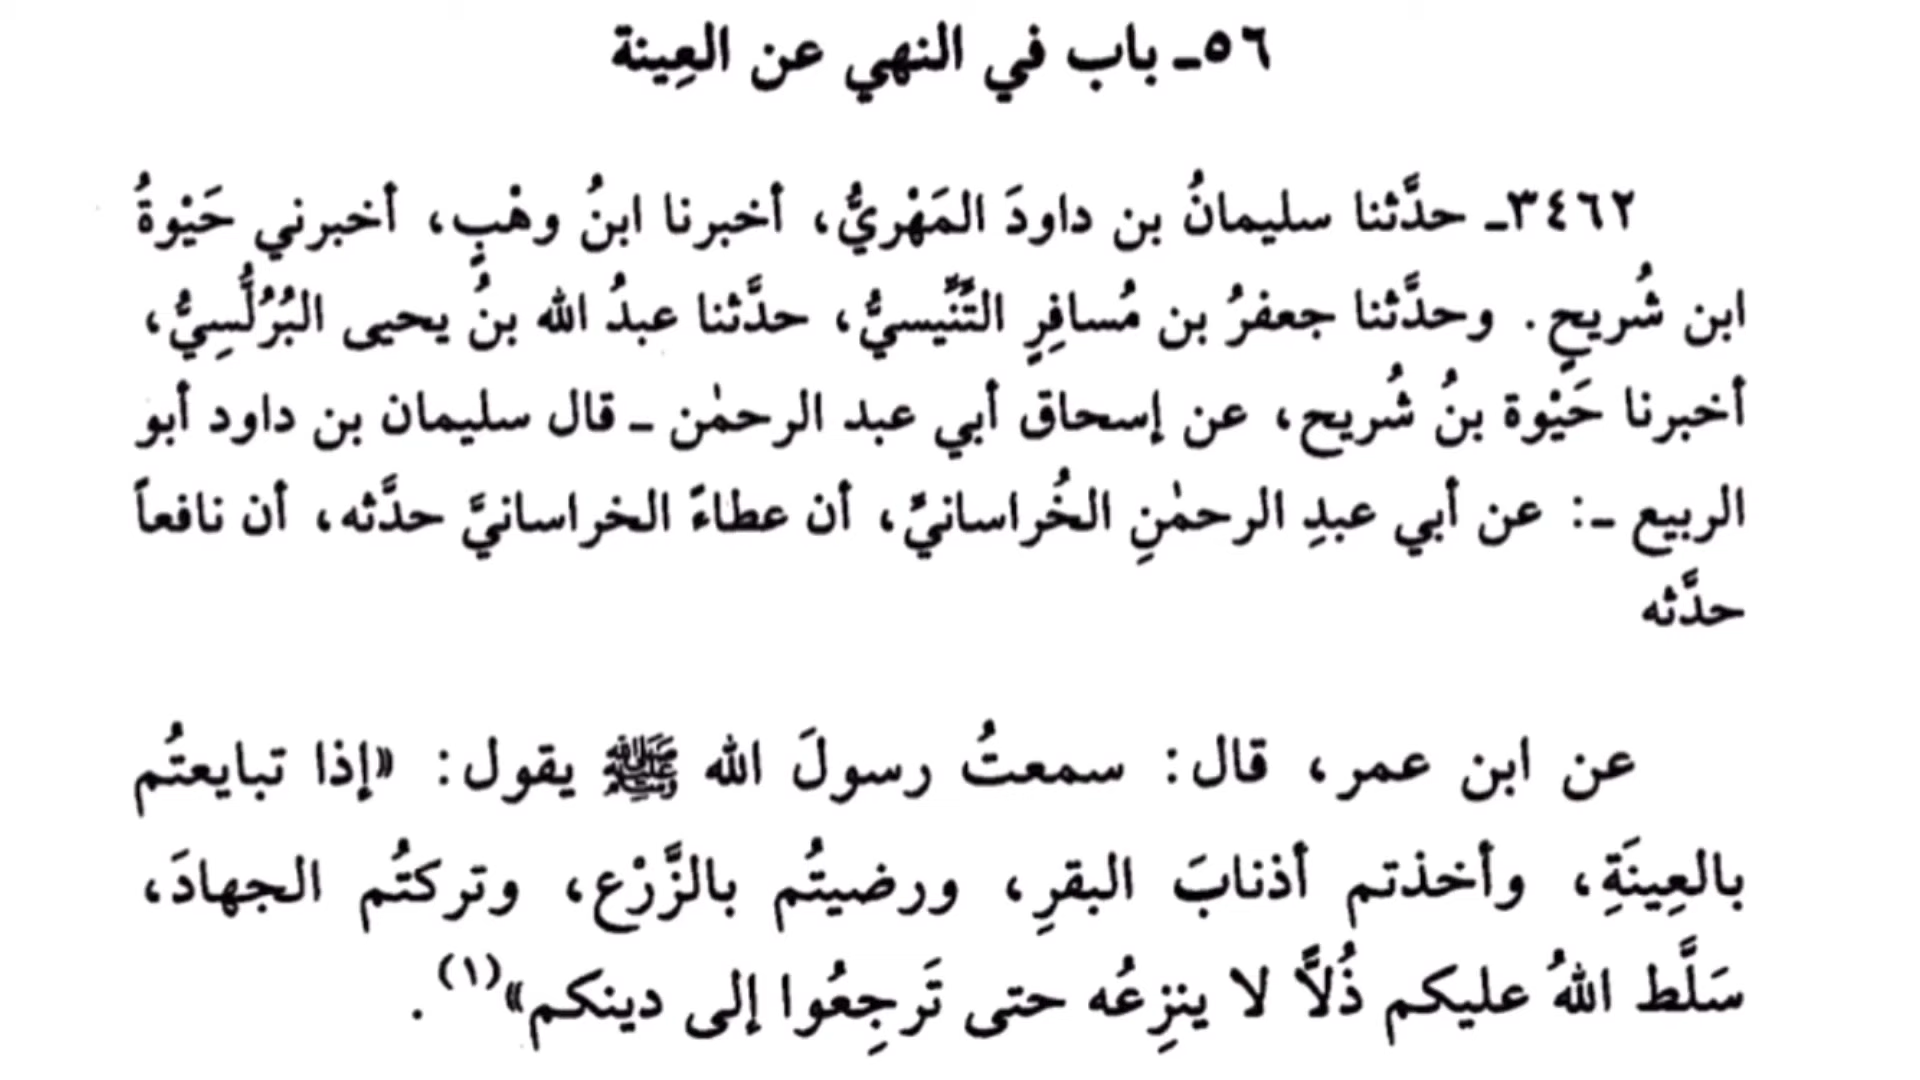 ٥٦ـ باب في النهي عن العِينة
٣٤٦٢ـ حدَّثنا سليمانُ بن داودَ المَهْريُّ، أخبرنا ابنُ وهْبٍ، أخبرني حَيْوةُ
ابن شُريحٍ. وحدَّثنا جعفرُ بن مُسافِرٍ التِّنِّيسيُّ، حدَّثنا عبدُ الله بنُ يحيى البُرُلُّسِيُّ،
أخبرنا حَيْوة بنُ شُريح، عن إسحاق أبي عبد الرحمٰن ـ قال سليمان بن داود أبو
الربيع ـ: عن أبي عبدِ الرحمٰنِ الخُراسانيِّ، أن عطاءً الخراسانيَّ حدَّثه، أن نافعاً
حدَّثه
عن ابن عمر، قال: سمعتُ رسولَ الله ﷺ يقول: «إذا تبايعتُم
بالعِينَةِ، وأخذتم أذنابَ البقرِ، ورضيتُم بالزَّرْع، وتركتُم الجهادَ،
سَلَّط اللهُ عليكم ذُلاًّ لا ينزِعُه حتى تَرجِعُوا إلى دينكم»(١).